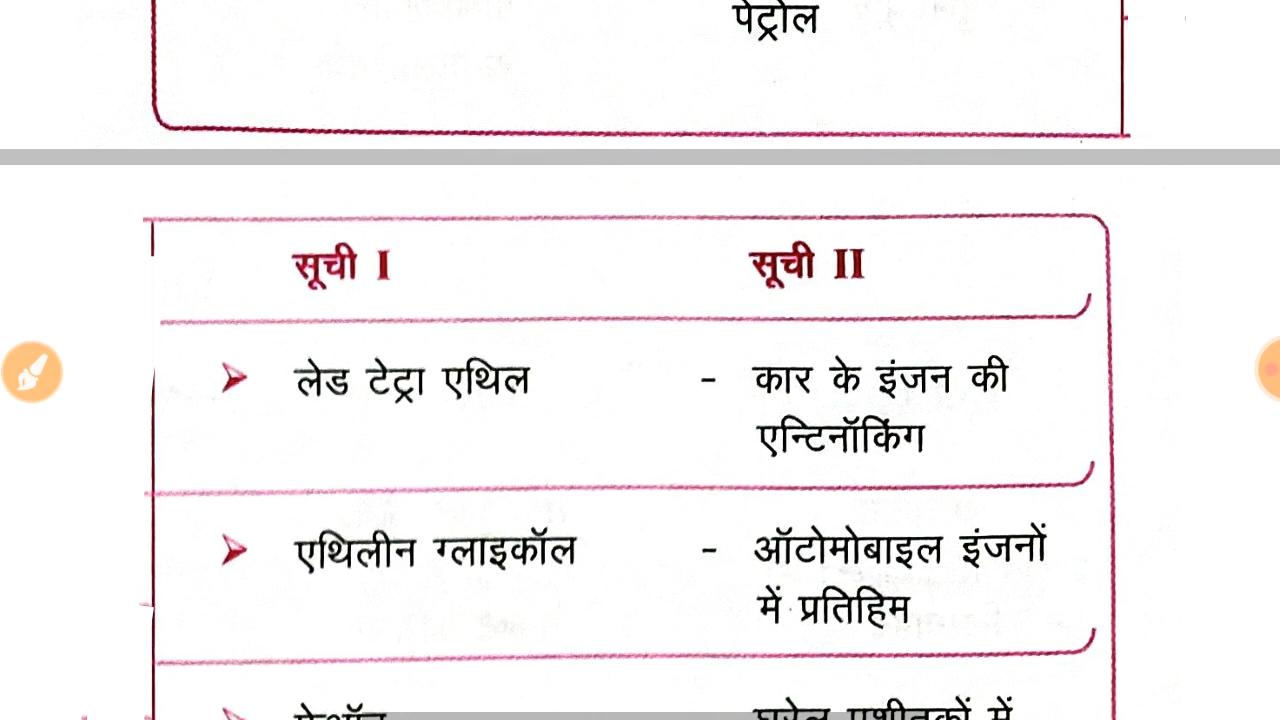 पेट्रोल
सूची I सूची II
लेड टेट्रा एथिल - कार के इंजन की
एन्टिनॉकिंग
एथिलीन ग्लाइकॉल - ऑटोमोबाइल इंजनों
में प्रतिहिम